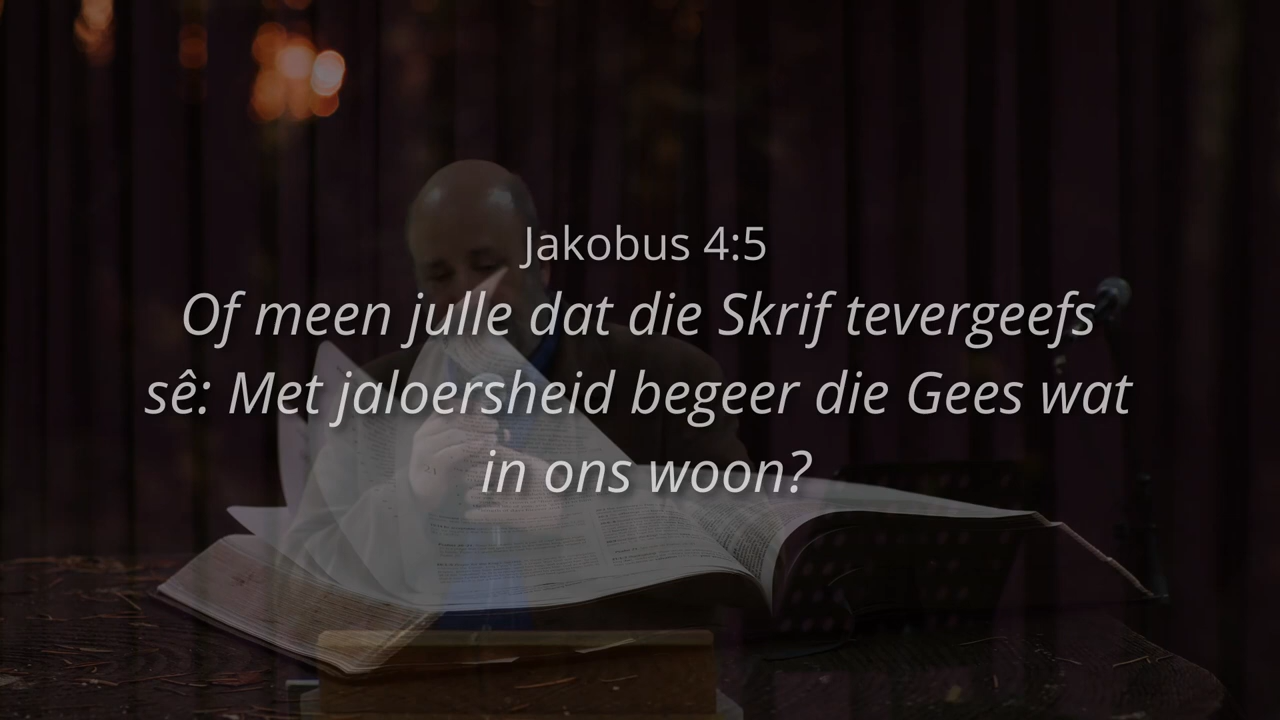 Jakobus 4:5
Of meen julle dat die Skrif tevergeefs
sê: Met jaloersheid begeer die Gees wat
in ons woon?